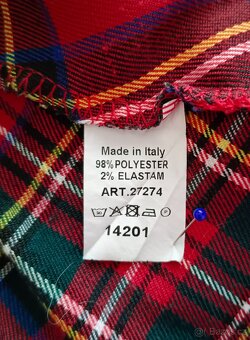 Made in Italy
98% POLYESTER
2% ELASTAM
ART.27274
14201